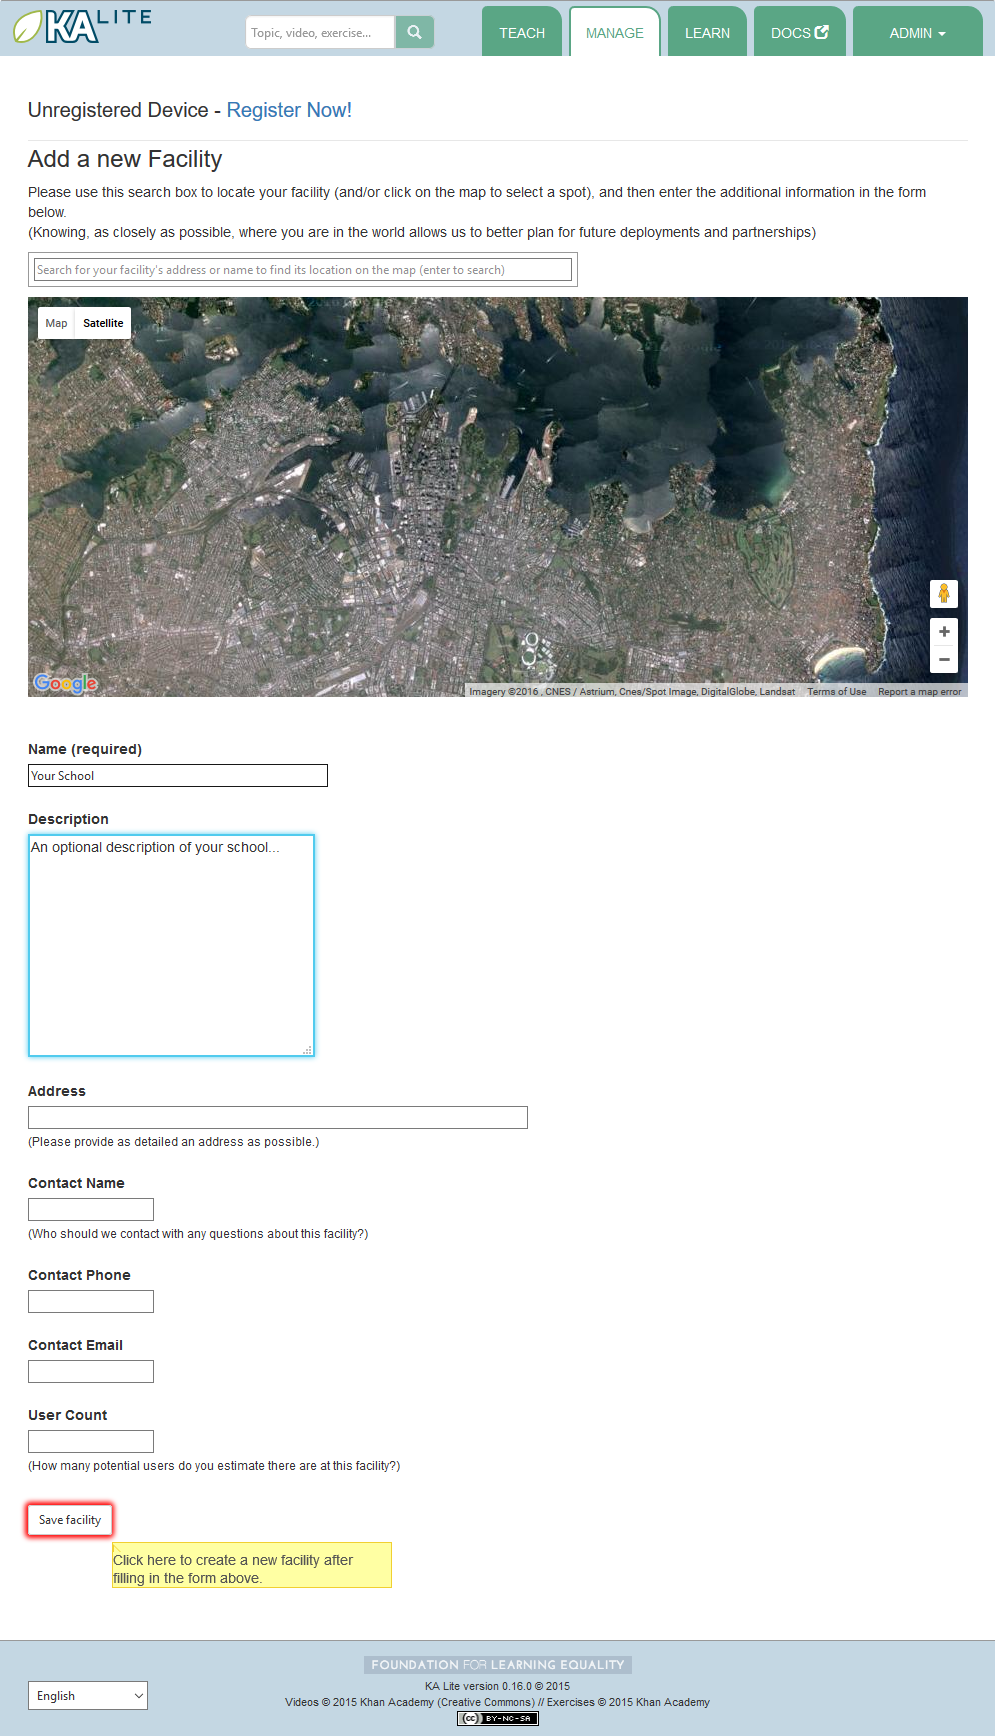 KA LITE
Topic, video, exercise...
TEACH
MANAGE
LEARN
DOCS
ADMIN
Unregistered Device - Register Now!
Add a new Facility
Please use this search box to locate your facility (and/or click on the map to select a spot), and then enter the additional information in the form
below.
(Knowing, as closely as possible, where you are in the world allows us to better plan for future deployments and partnerships)
Search for your facility's address or name to find its location on the map (enter to search)
Map
Satellite
Google
Imagery ©2016 , CNES / Astrium, Cnes/Spot Image, DigitalGlobe, Landsat
Terms of Use
Report a map error
Name (required)
Your School
Description
An optional description of your school...
Address
(Please provide as detailed an address as possible.)
Contact Name
(Who should we contact with any questions about this facility?)
Contact Phone
Contact Email
User Count
(How many potential users do you estimate there are at this facility?)
Save facility
Click here to create a new facility after
filling in the form above.
FOUNDATION FOR LEARNING EQUALITY
English
KA Lite version 0.16.0 © 2015
Videos © 2015 Khan Academy (Creative Commons) // Exercises © 2015 Khan Academy
cc BY-NC-SA